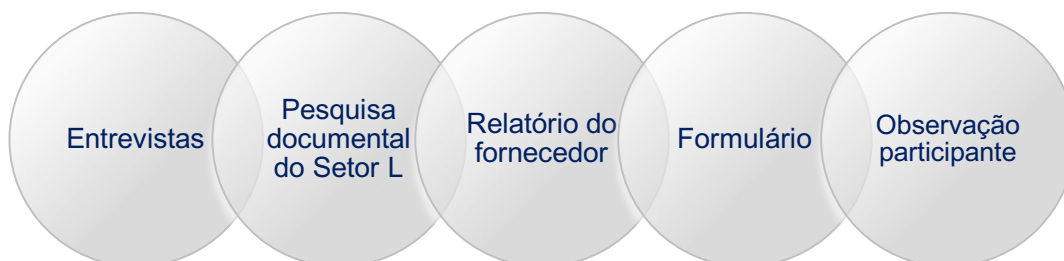 Entrevistas
Pesquisa
documental
do Setor L
Relatório do
fornecedor
Formulário
Observação
participante